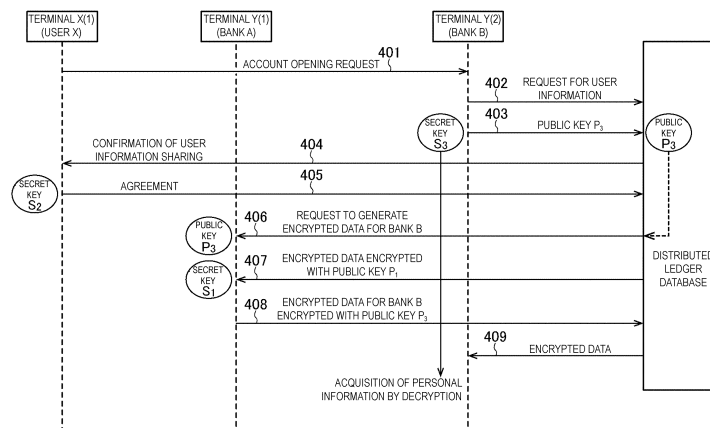 TERMINAL X(1)
(USER X)
TERMINAL Y(1)
(BANK A)
TERMINAL Y(2)
(BANK B)
401
ACCOUNT OPENING REQUEST
402
REQUEST FOR USER
INFORMATION
403
PUBLIC KEY P3
SECRET
KEY
S3
PUBLIC
KEY
P3
404
CONFIRMATION OF USER
INFORMATION SHARING
405
AGREEMENT
SECRET
KEY
S2
406
REQUEST TO GENERATE
ENCRYPTED DATA FOR BANK B
PUBLIC
KEY
P3
407
ENCRYPTED DATA ENCRYPTED
WITH PUBLIC KEY P1
SECRET
KEY
S1
DISTRIBUTED
LEDGER
DATABASE
408
ENCRYPTED DATA FOR BANK B
ENCRYPTED WITH PUBLIC KEY P3
409
ENCRYPTED DATA
ACQUISITION OF PERSONAL
INFORMATION BY DECRYPTION